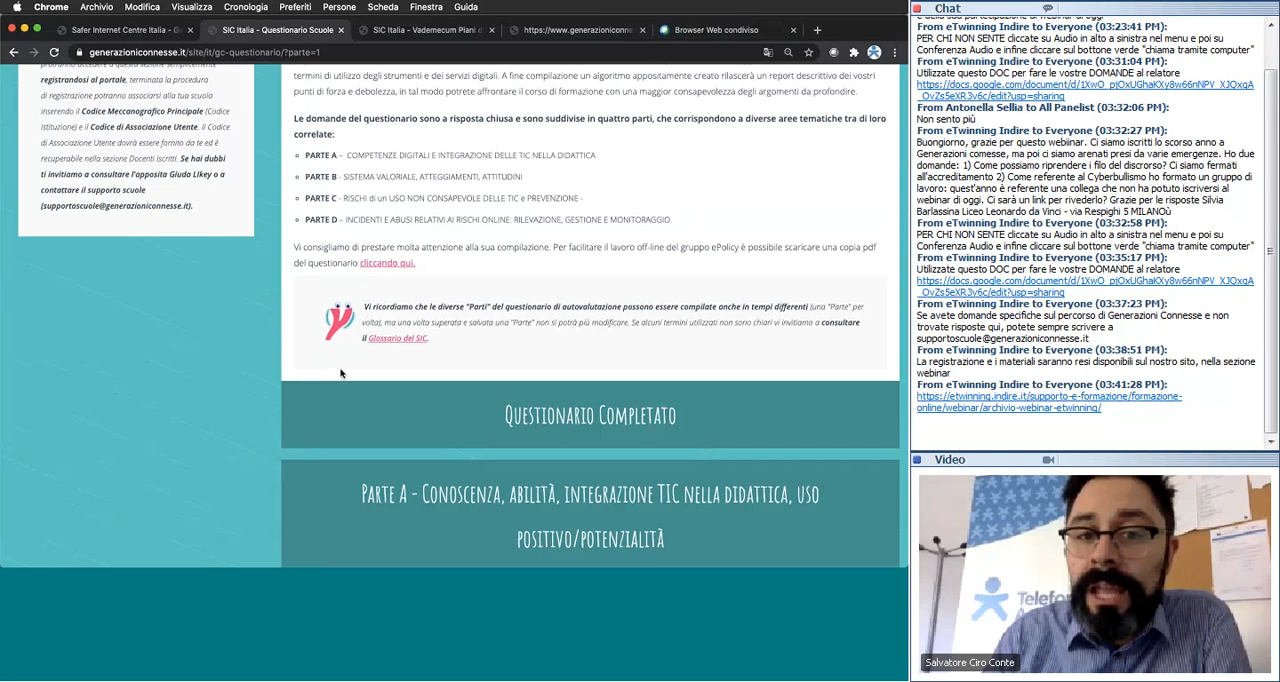 Chrome Archivio Modifica Visualizza Cronologia Preferiti Persone Scheda Finestra Guida
Safer Internet Centre Italia - G
SIC Italia - Questionario Scuole
SIC Italia - Vademecum Piani d
https://www.generazioniconne
Browser Web condiviso
generazioniconnesse.it/site/it/gc-questionario/?parte=1
procedranno accedere a questa sezione semplicemente
registrandosi al portale, terminata la procedura
di registrazione potranno associarsi alla tua scuola
inserendo il Codice Meccanografico Principale (Codice
Istituzione) e il Codice di Associazione Utente. Il Codice
di Associazione Utente dovrà essere fornito da te ed è
recuperabile nella sezione Docenti Iscritti. Se hai dubbi
ti invitiamo a consultare l'apposita Giuda LIkey o a
contattare il supporto scuole
(supportoscuole@generazioniconnesse.it).
termini di utilizzo degli strumenti e dei servizi digitali. A fine compilazione un algoritmo appositamente creato rilascerà un report descrittivo dei vostri
punti di forza e debolezza, in tal modo potrete affrontare il corso di formazione con una maggior consapevolezza degli argomenti da profondire.
Le domande del questionario sono a risposta chiusa e sono suddivise in quattro parti, che corrispondono a diverse aree tematiche tra di loro
correlate:
PARTE A – COMPETENZE DIGITALI E INTEGRAZIONE DELLE TIC NELLA DIDATTICA
PARTE B - SISTEMA VALORIALE, ATTEGGIAMENTI, ATTITUDINI
PARTE C - RISCHI di un USO NON CONSAPEVOLE DELLE TIC e PREVENZIONE -
PARTE D – INCIDENTI E ABUSI RELATIVI AI RISCHI ONLINE: RILEVAZIONE, GESTIONE E MONITORAGGIO.
Vi consigliamo di prestare molta attenzione alla sua compilazione. Per facilitare il lavoro off-line del gruppo ePolicy è possibile scaricare una copia pdf
del questionario cliccando qui.
Vi ricordiamo che le diverse "Parti" del questionario di autovalutazione possono essere compilate anche in tempi differenti (una "Parte" per
volta), ma una volta superata e salvata una "Parte" non si potrà più modificare. Se alcuni termini utilizzati non sono chiari vi invitiamo a consultare
il Glossario del SIC.
Questionario Completato
Parte A - Conoscenza, abilità, integrazione TIC nella didattica, uso
positivo/potenzialità
Chat
From eTwinning Indire to Everyone (03:23:41 PM):
PER CHI NON SENTE cliccate su Audio in alto a sinistra nel menu e poi su
Conferenza Audio e infine cliccare sul bottone verde "chiama tramite computer"
From eTwinning Indire to Everyone (03:31:04 PM):
Utilizzate questo DOC per fare le vostre DOMANDE al relatore
https://docs.google.com/document/d/1XwO_pjOxUGhaKXy8w66nNPV_XJQxqA
_OvZs5eXR3v6c/edit?usp=sharing
From Antonella Sellia to All Panelist (03:32:06 PM):
Non sento più
From eTwinning Indire to Everyone (03:32:27 PM):
Buongiorno, grazie per questo webiinar. Ci siamo iscritti lo scorso anno a
Generazioni comesse, ma poi ci siamo arenati presi da varie emergenze. Ho due
domande: 1) Come possiamo riprendere i filo del discorso? Ci siamo fermati
all'accreditamento 2) Come referente al Cyberbullismo ho formato un gruppo di
lavoro: quest'anno è referente una collega che non ha potuto iscriversi al
webinar di oggi. Ci sarà un link per rivederlo? Grazie per le risposte Silvia
Barlassina Liceo Leonardo da Vinci - via Respighi 5 MILANOù
From eTwinning Indire to Everyone (03:32:58 PM):
PER CHI NON SENTE cliccate su Audio in alto a sinistra nel menu e poi su
Conferenza Audio e infine cliccare sul bottone verde "chiama tramite computer"
From eTwinning Indire to Everyone (03:35:17 PM):
Utilizzate questo DOC per fare le vostre DOMANDE al relatore
https://docs.google.com/document/d/1XwO_pjOxUGhaKXy8w66nNPV_XJQxqA
_OvZs5eXR3v6c/edit?usp=sharing
From eTwinning Indire to Everyone (03:37:23 PM):
Se avete domande specifiche sul percorso di Generazioni Connesse e non
trovate risposte qui, potete sempre scrivere a
supportoscuole@generazioniconnesse.it
From eTwinning Indire to Everyone (03:38:51 PM):
La registrazione e i materiali saranno resi disponibili sul nostro sito, nella sezione
webinar
From eTwinning Indire to Everyone (03:41:28 PM):
https://etwinning.indire.it/supporto-e-formazione/formazione-
online/webinar/archivio-webinar-etwinning/
Video
Telefo
Salvatore Ciro Conte